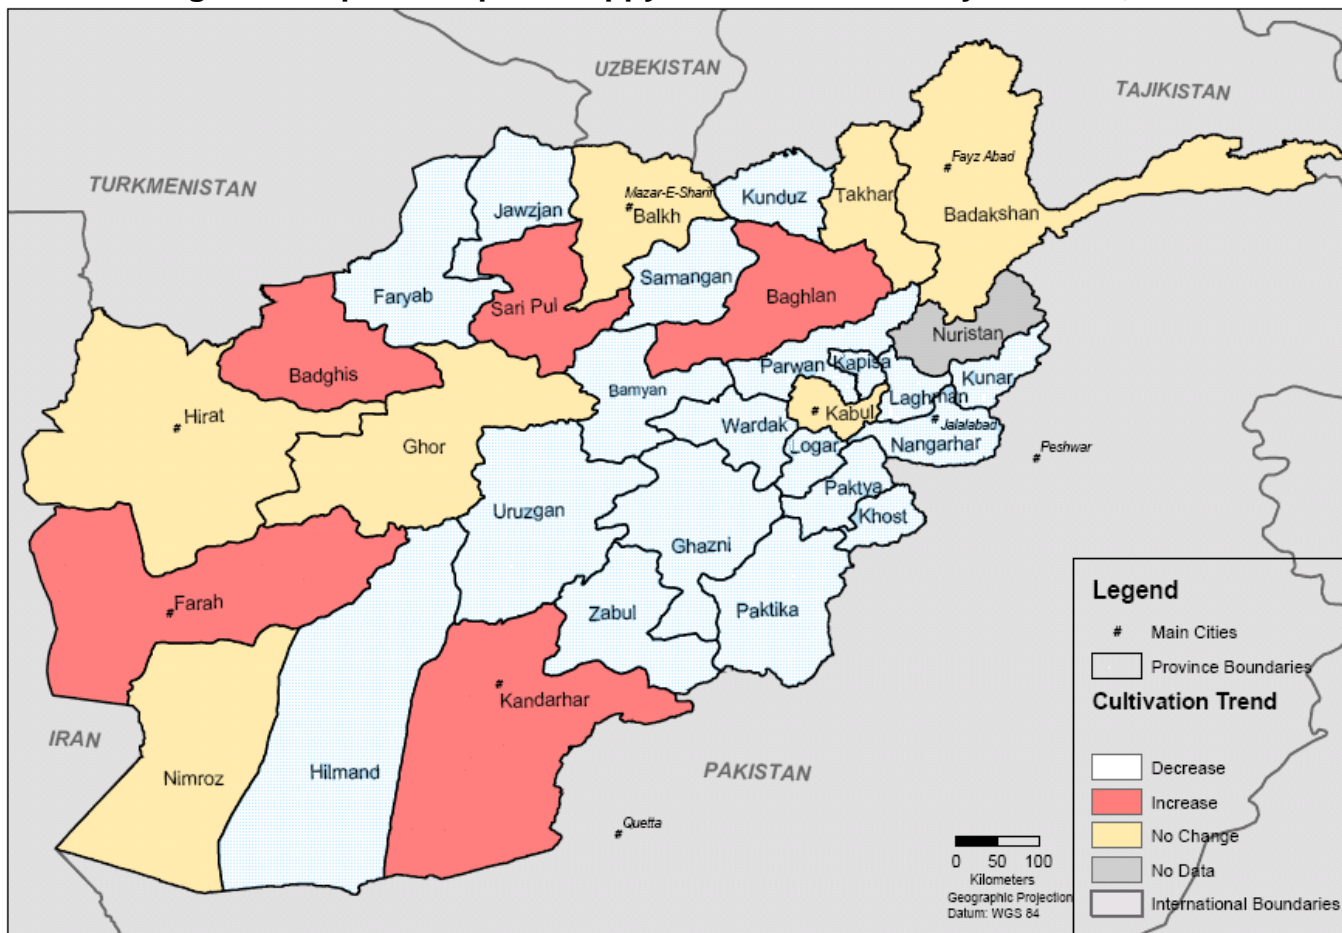 UZBEKISTAN
TAJIKISTAN
TURKMENISTAN
Fayz Abad
Mazar-E-Sharif
Jawzjan
Balkh
Kunduz
Takhar
Badakshan
Faryab
Sari Pul
Samangan
Baghlan
Nuristan
Badghis
Bamyan
Parwan
Kapisa
Kunar
Hirat
Laghman
Ghor
Wardak
Kabul
Jalalabad
Logar
Nangarhar
Peshwar
Paktya
Uruzgan
Khost
Ghazni
Farah
Zabul
Paktika
Kandarhar
IRAN
Nimroz
Hilmand
PAKISTAN
Quetta
0 50 100
Kilometers
Geographic Projection
Datum: WGS 84
Legend
# Main Cities
Province Boundaries
Cultivation Trend
Decrease
Increase
No Change
No Data
International Boundaries